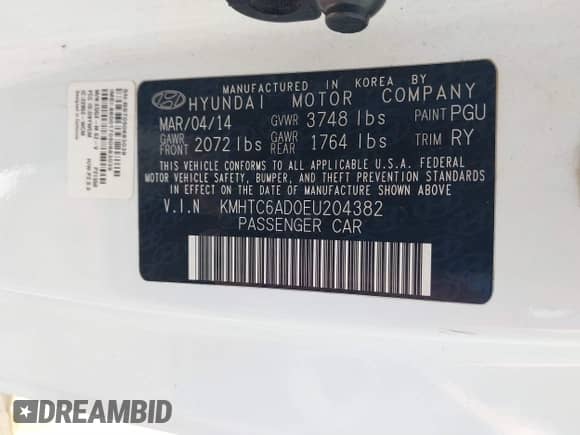 MANUFACTURED IN KOREA BY
HYUNDAI MOTOR COMPANY
MAR/04/14 GVWR 3748 lbs PAINT PGU
GAWR FRONT 2072 lbs GAWR REAR 1764 lbs TRIM RY
THIS VEHICLE CONFORMS TO ALL APPLICABLE U.S.A. FEDERAL
MOTOR VEHICLE SAFETY, BUMPER, AND THEFT PREVENTION STANDARDS
IN EFFECT ON THE DATE OF MANUFACTURE SHOWN ABOVE.
V.I.N KMHTC6AD0EU204382
PASSENGER CAR
DREAMBID